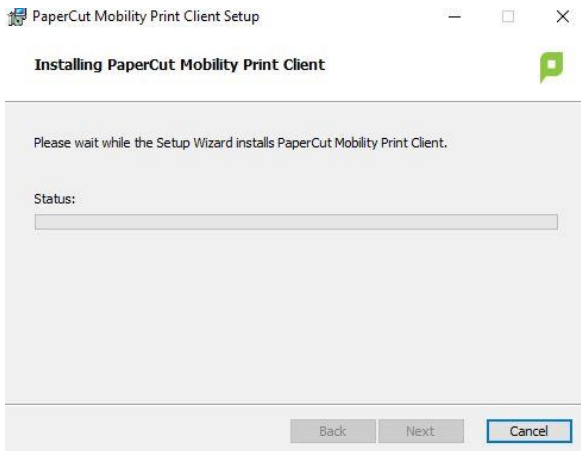 PaperCut Mobility Print Client Setup
Installing PaperCut Mobility Print Client
Please wait while the Setup Wizard installs PaperCut Mobility Print Client.
Status:
Back Next Cancel